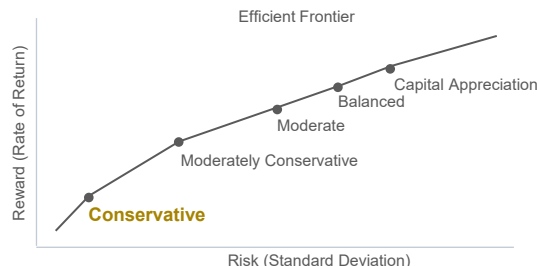 Efficient Frontier
Capital Appreciation
Balanced
Moderate
Moderately Conservative
Conservative
Reward (Rate of Return)
Risk (Standard Deviation)